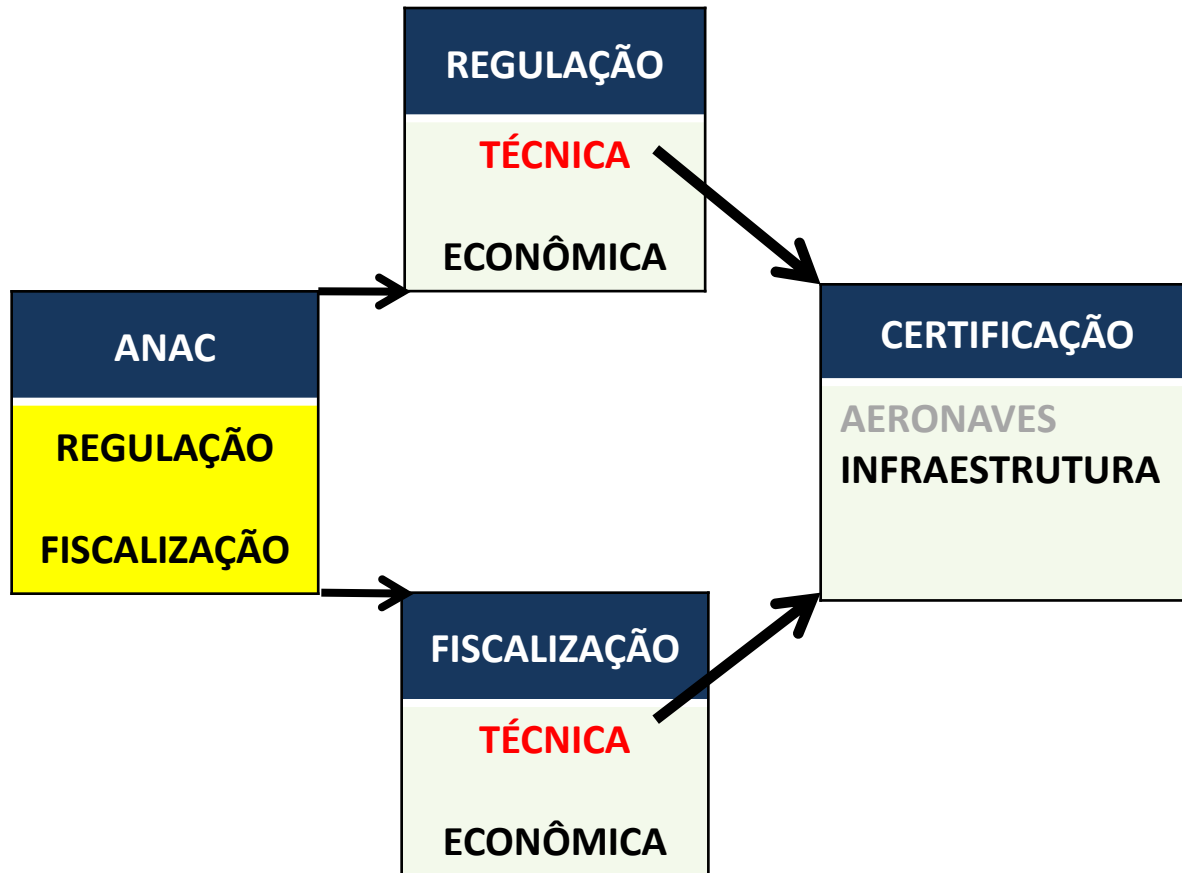 REGULAÇÃO
TÉCNICA
ECONÔMICA
ANAC
REGULAÇÃO
FISCALIZAÇÃO
CERTIFICAÇÃO
AERONAVES
INFRAESTRUTURA
FISCALIZAÇÃO
TÉCNICA
ECONÔMICA